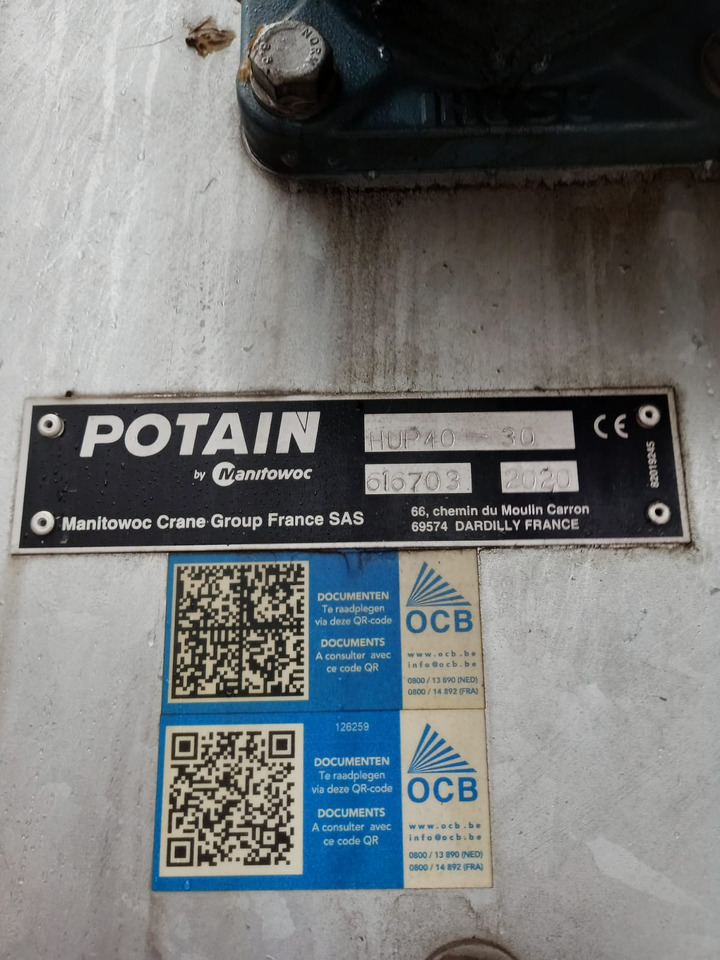 8.8
POTAIN
by Manitowoc
HUP40 - 30
616703 2020
CE
82019245
Manitowoc Crane Group France SAS
66, chemin du Moulin Carron
69574 DARDILLY FRANCE
DOCUMENTEN
Te raadplegen
via deze QR-code
DOCUMENTS
A consulter avec
ce code QR
OCB
www.ocb.be
info@ocb.be
0800 / 13 890 (NED)
0800 / 14 892 (FRA)
126259
DOCUMENTEN
Te raadplegen
via deze QR-code
DOCUMENTS
A consulter avec
ce code QR
OCB
www.ocb.be
info@ocb.be
0800 / 13 890 (NED)
0800 / 14 892 (FRA)